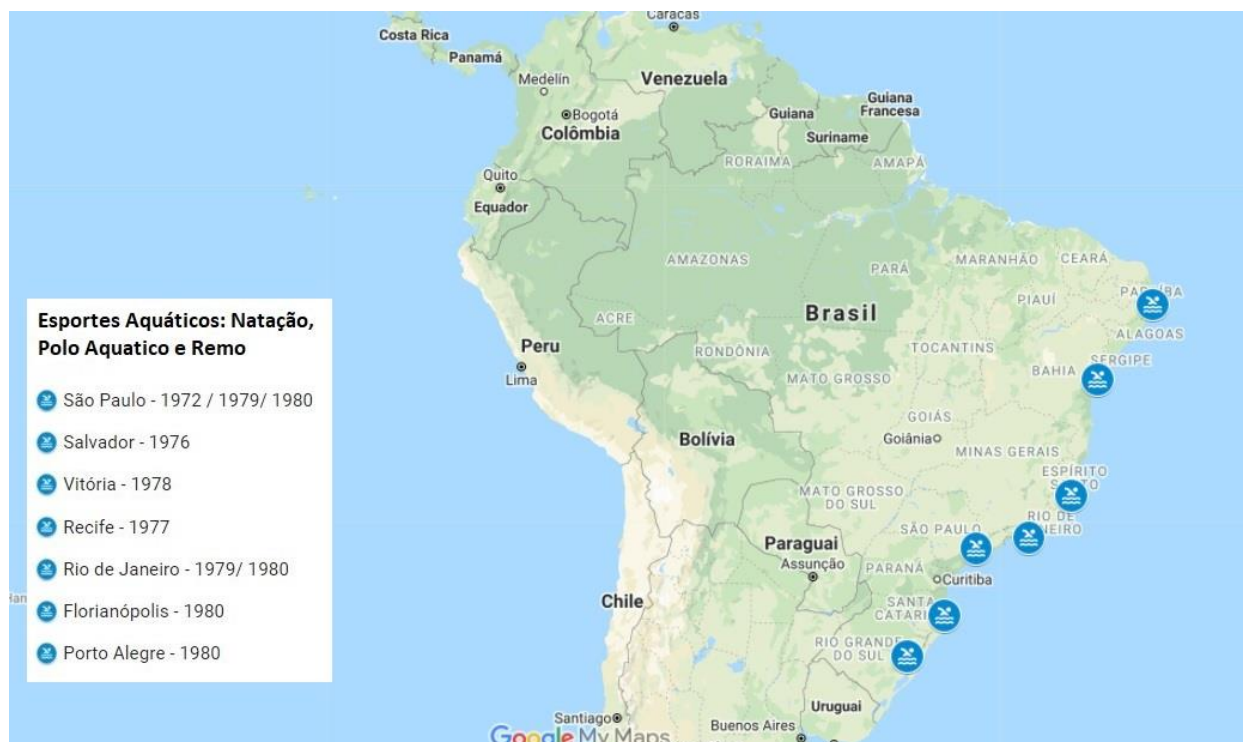 Caracas
Costa Rica
Panamá
Medelín
Venezuela
Bogotá
Colômbia
Guiana
Guiana
Francesa
Suriname
RORAIMA
AMAPÁ
Quito
Equador
AMAZONAS
PARÁ
MARANHÃO
CEARÁ
PIAUÍ
Brasil
ACRE
ALAGOAS
Peru
RONDÔNIA
TOCANTINS
SERGIPE
Lima
BAHIA
MATO GROSSO
GOIÁS
Goiânia
Bolívia
MINAS GERAIS
ESPÍRITO
MATO GROSSO
DO SUL
RIO DE
SÃO PAULO
Paraguai
Assunção
PARANÁ
Curitiba
Chile
SANTA
RIO GRANDE
DO SUL
Uruguai
Santiago
Buenos Aires
Google My Maps
Esportes Aquáticos: Natação,
Polo Aquatico e Remo
São Paulo - 1972 / 1979/ 1980
Salvador - 1976
Vitória - 1978
Recife - 1977
Rio de Janeiro - 1979/ 1980
Florianópolis - 1980
Porto Alegre - 1980